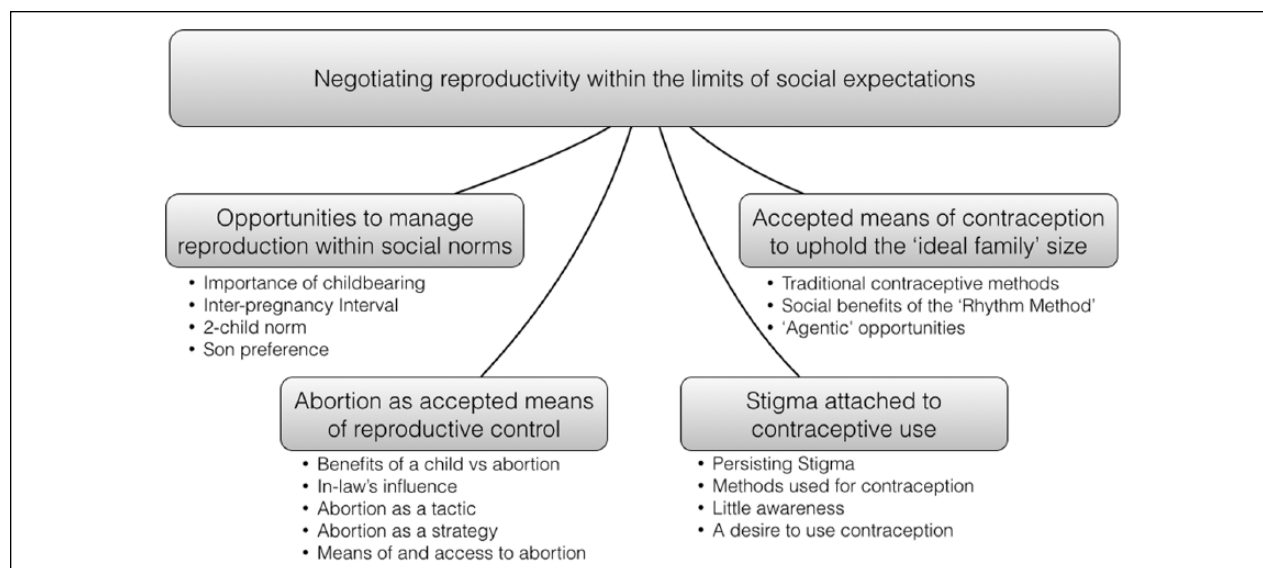 Negotiating reproductivity within the limits of social expectations
Opportunities to manage
reproduction within social norms
• Importance of childbearing
• Inter-pregnancy Interval
• 2-child norm
• Son preference
Accepted means of contraception
to uphold the ‘ideal family’ size
• Traditional contraceptive methods
• Social benefits of the ‘Rhythm Method’
• ‘Agentic’ opportunities
Abortion as accepted means
of reproductive control
• Benefits of a child vs abortion
• In-law’s influence
• Abortion as a tactic
• Abortion as a strategy
• Means of and access to abortion
Stigma attached to
contraceptive use
• Persisting Stigma
• Methods used for contraception
• Little awareness
• A desire to use contraception